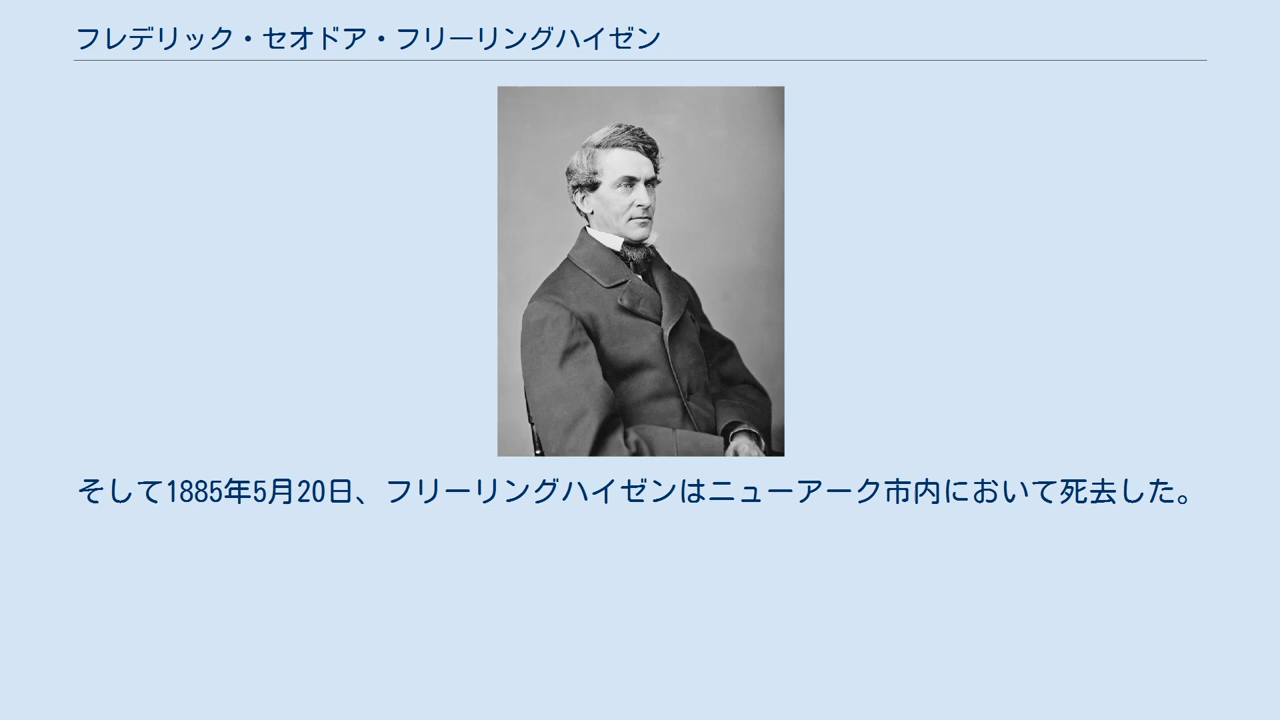 フレデリック・セオドア・フリーリングハイゼン
そして1885年5月20日、フリーリングハイゼンはニューアーク市内において死去した。